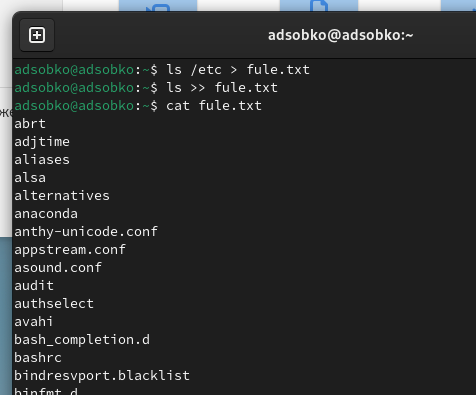 adsobko@adsobko:~
же
adsobko@adsobko:~$ ls /etc > fule.txt
adsobko@adsobko:~$ ls >> fule.txt
adsobko@adsobko:~$ cat fule.txt
abrt
adjtime
aliases
alsa
alternatives
anaconda
anthy-unicode.conf
appstream.conf
asound.conf
audit
authselect
avahi
bash_completion.d
bashrc
bindresvport.blacklist
binfmt.d